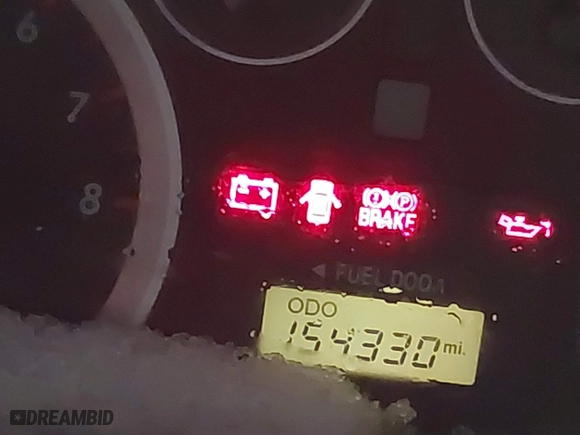 6
7
8
(!) (P)
BRAKE
◄ FUEL DOOR
ODO
154330 mi.
DREAMBID